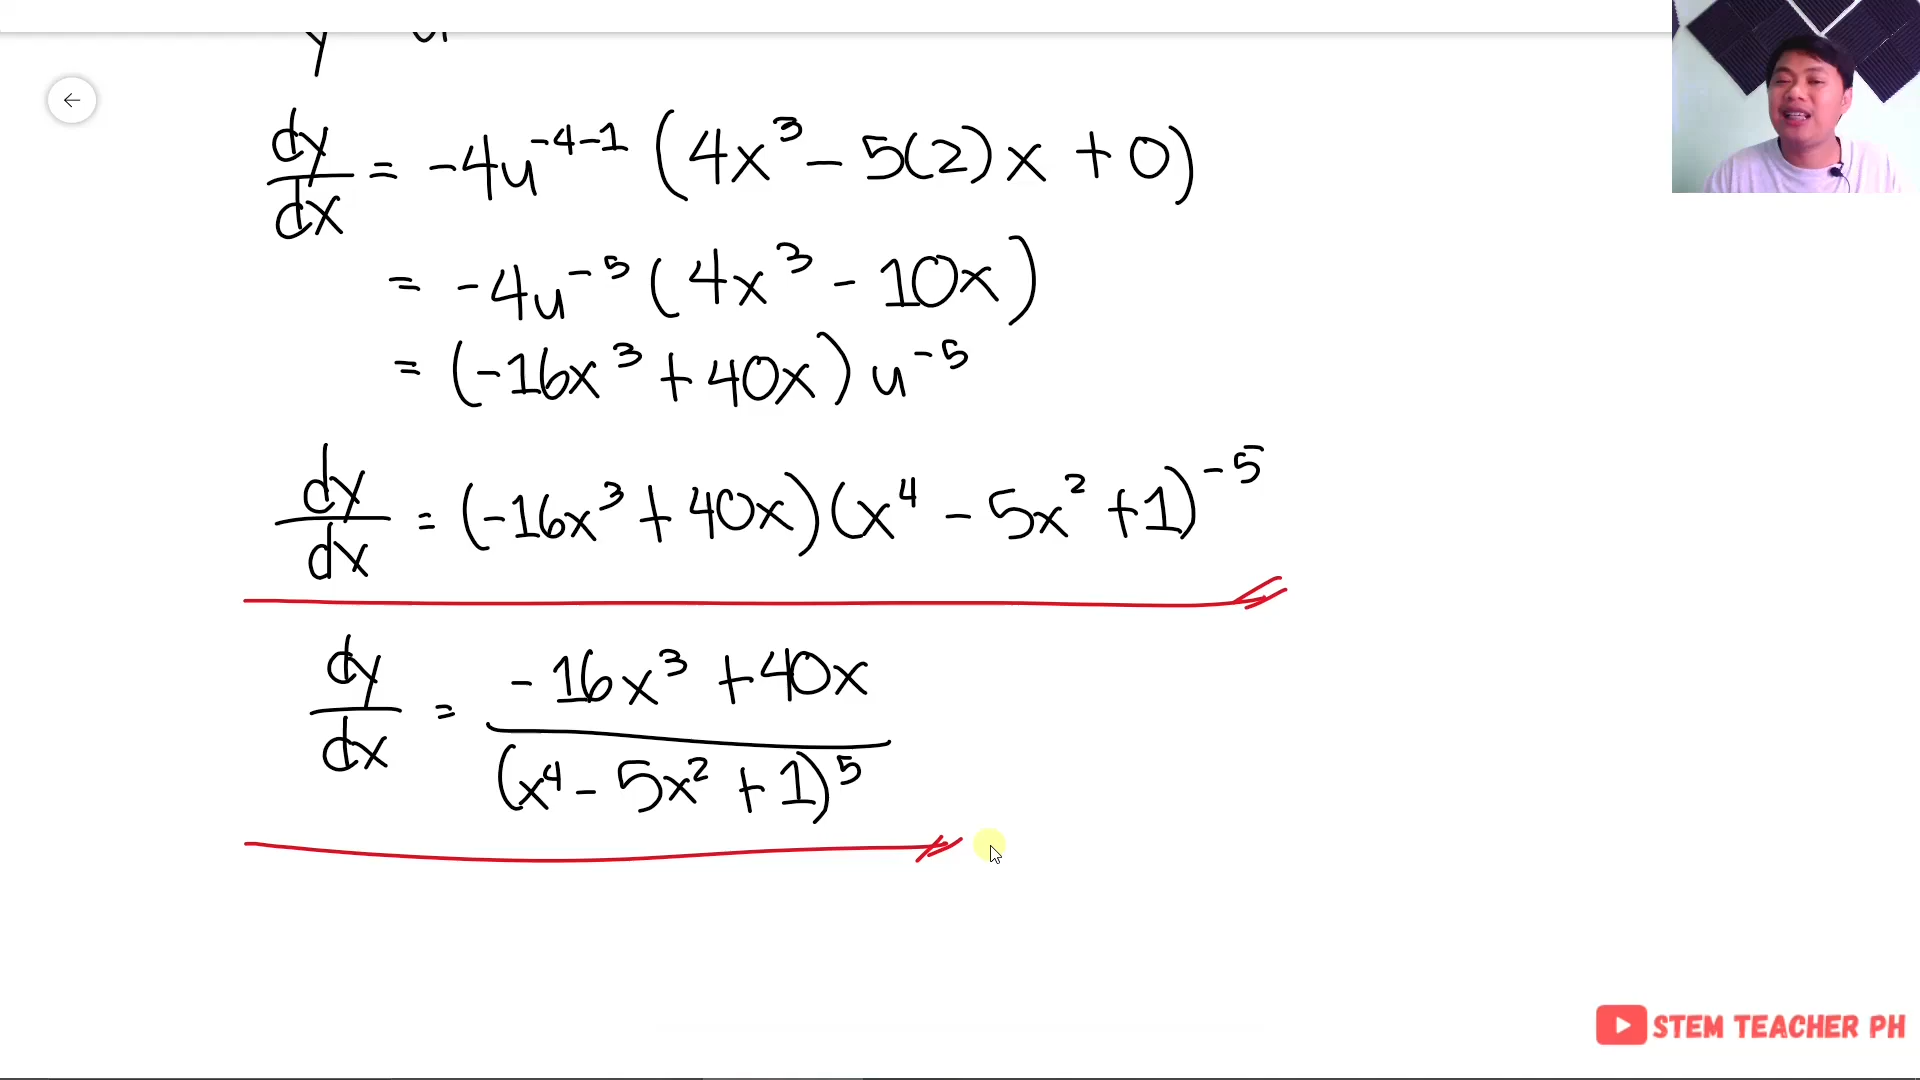 dy/dx = -4u^{-4-1} (4x^3 - 5(2)x + 0)
= -4u^{-5} (4x^3 - 10x)
= (-16x^3 + 40x) u^{-5}
dy/dx = (-16x^3 + 40x)(x^4 - 5x^2 + 1)^{-5}
dy/dx = \frac{-16x^3 + 40x}{(x^4 - 5x^2 + 1)^5}
STEM TEACHER PH